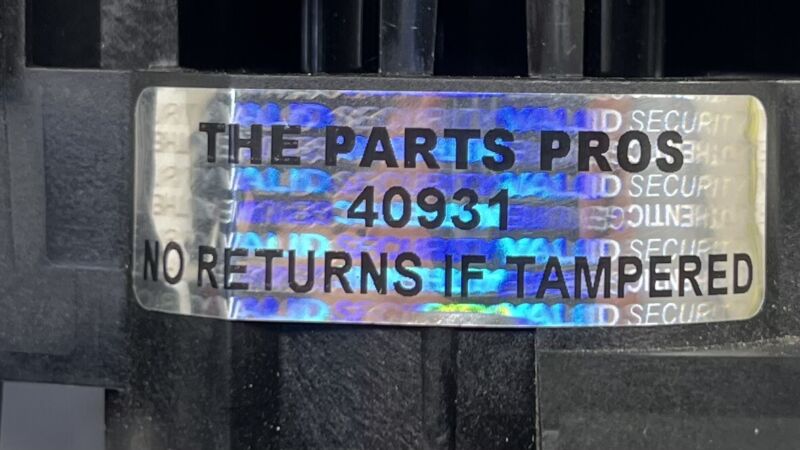 THE PARTS PROS
40931
NO RETURNS IF TAMPERED